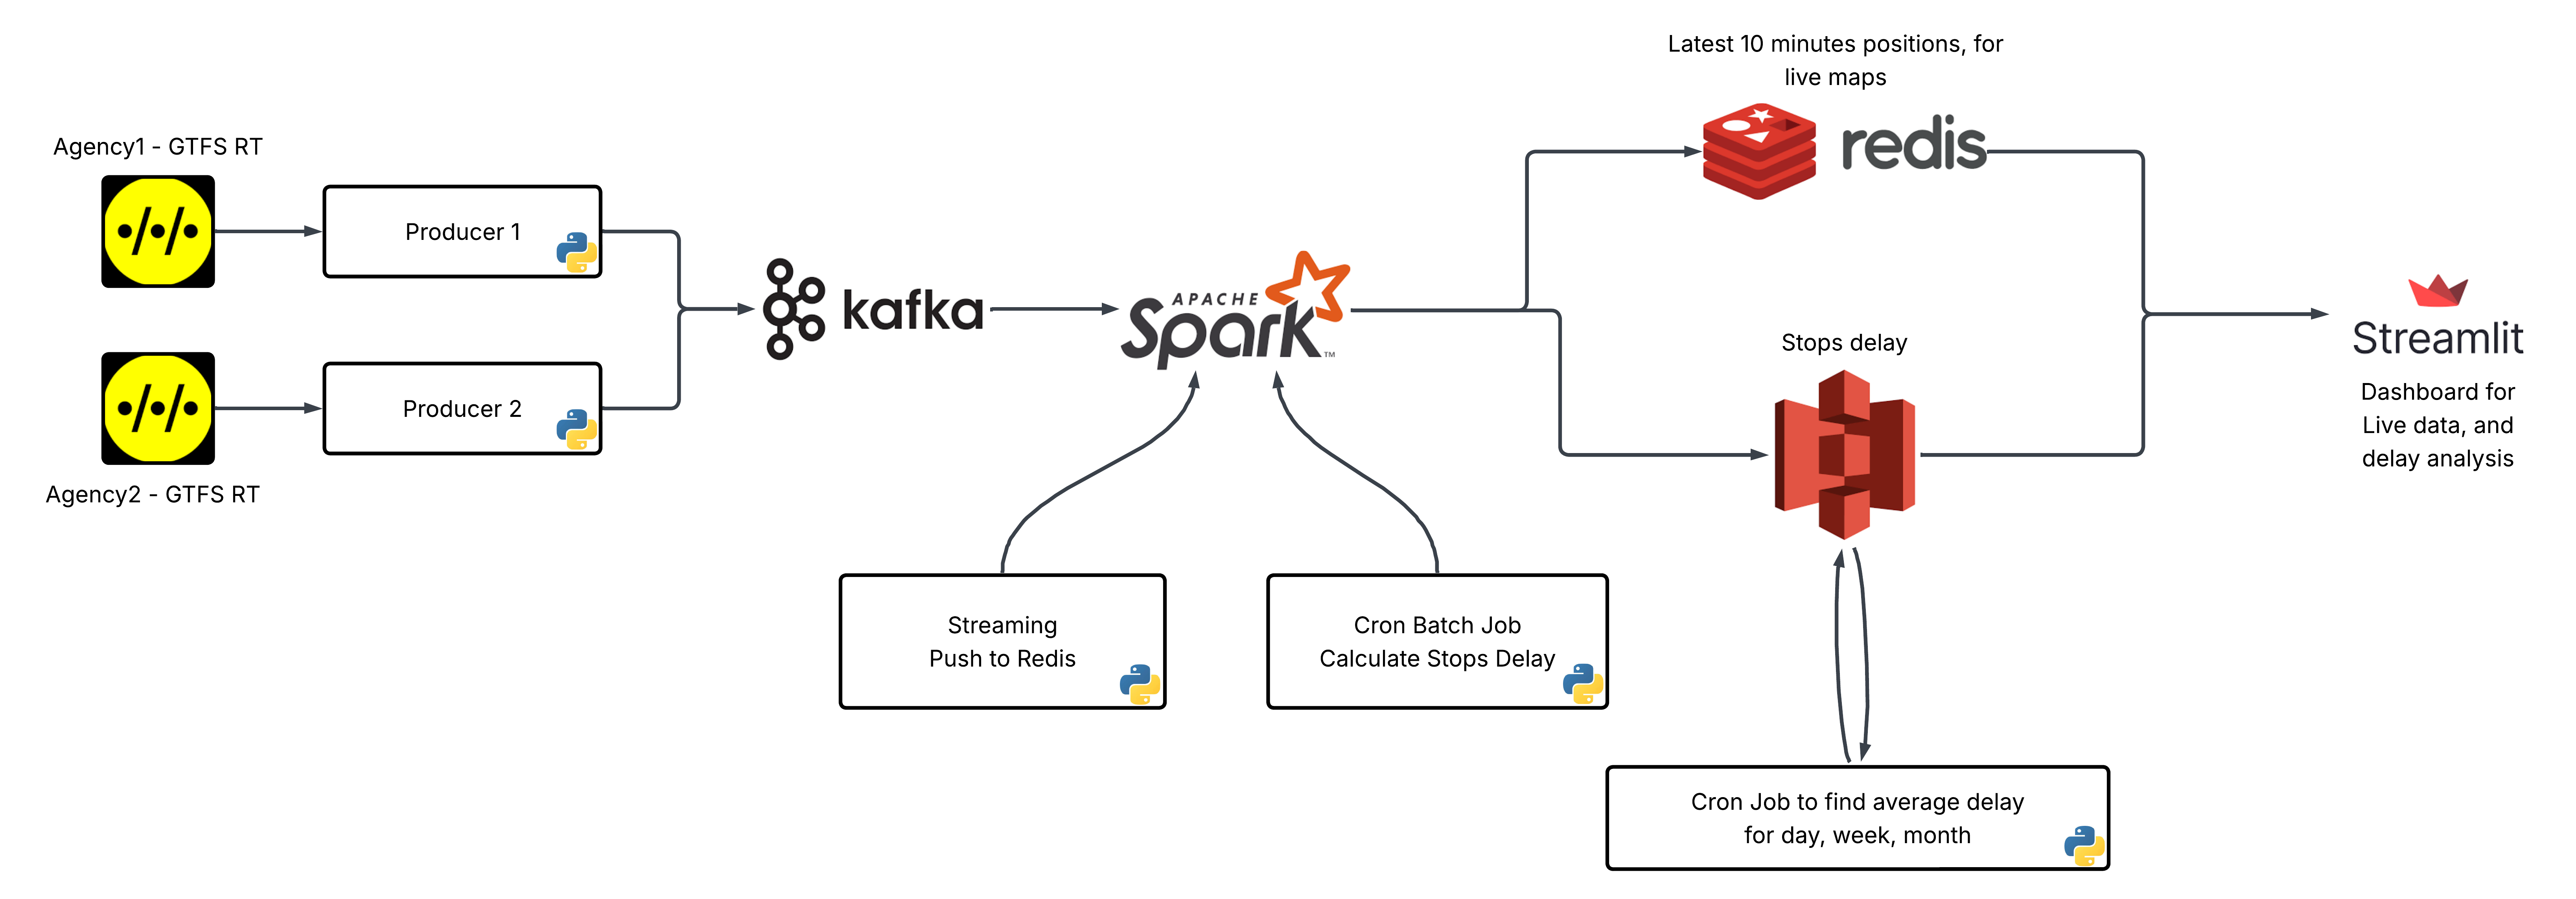 Latest 10 minutes positions, for
live maps
redis
Agency1 - GTFS RT
Producer 1
kafka
APACHE
Spark
TM
Producer 2
Agency2 - GTFS RT
Stops delay
Streamlit
Dashboard for
Live data, and
delay analysis
Streaming
Push to Redis
Cron Batch Job
Calculate Stops Delay
Cron Job to find average delay
for day, week, month